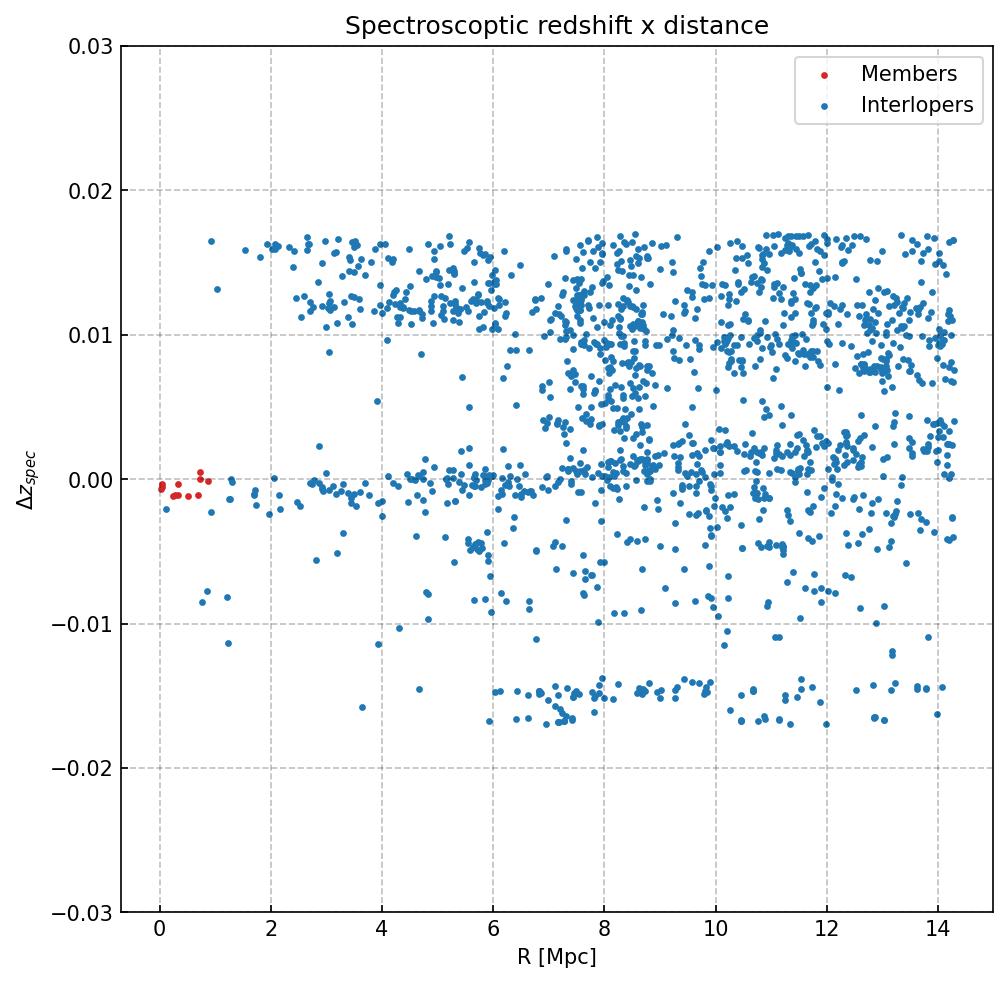 Spectroscoptic redshift x distance
0.03
Members
Interlopers
0.02
0.01
0.00
Δz_spec
−0.01
−0.02
−0.03
0 2 4 6 8 10 12 14
R [Mpc]